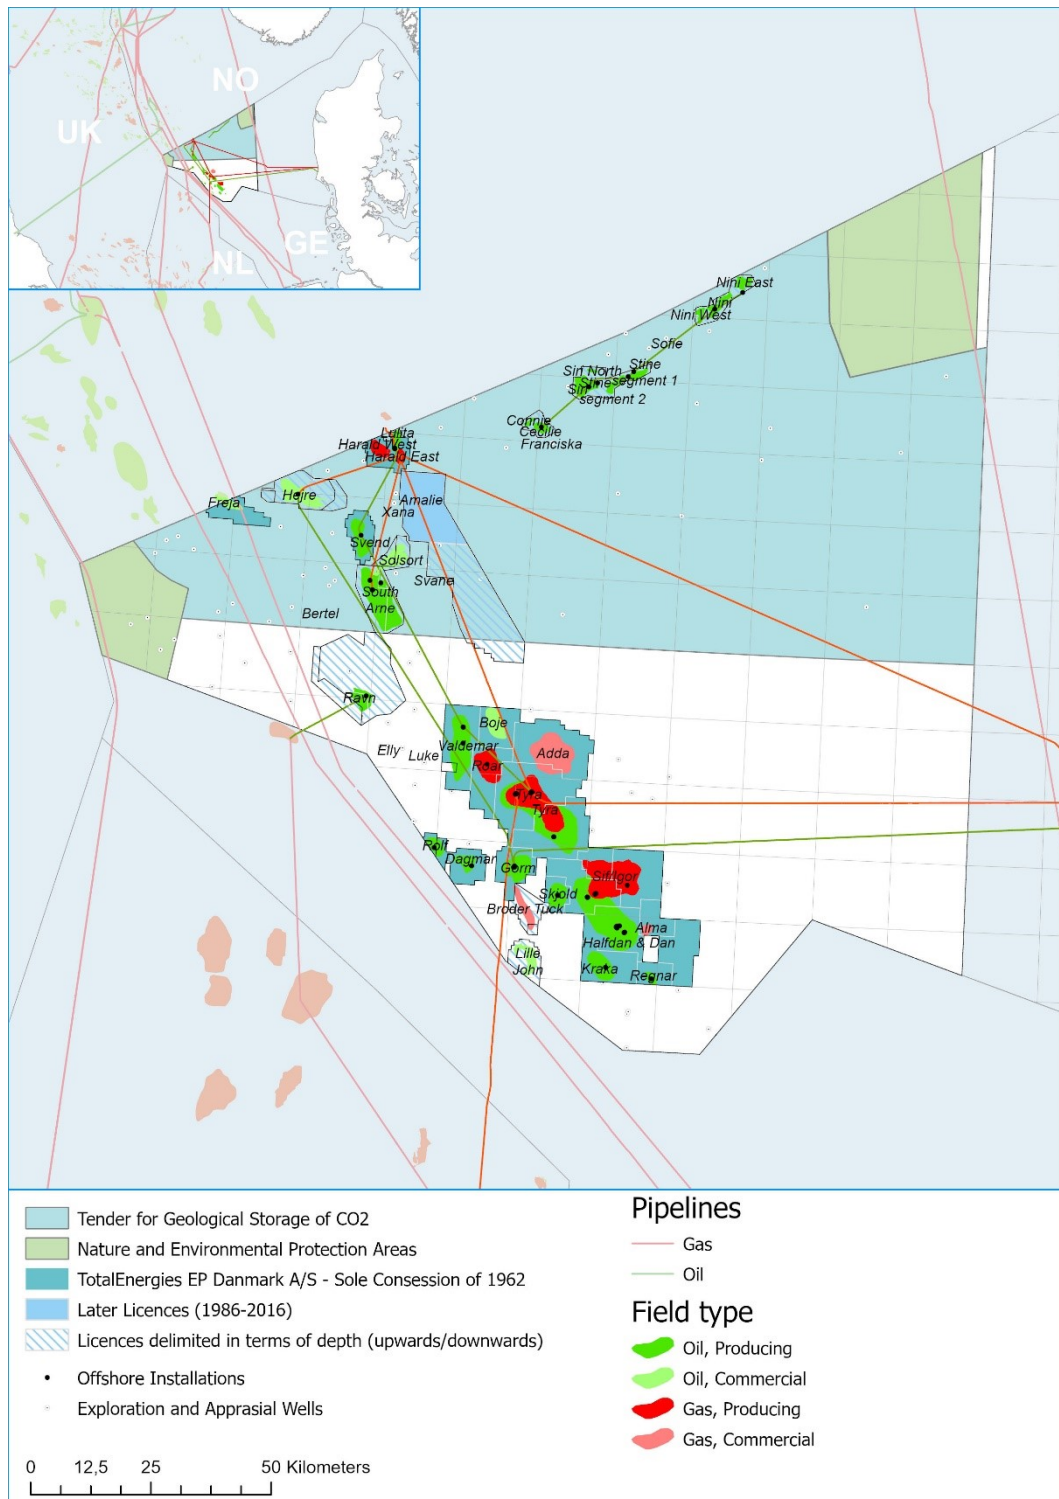 NO
UK
GE
NL
Nini East
Nini
Nini West
Sofie
Stine
Sin North
Stine segment 1
Siri
segment 2
Connie
Cecilie
Franciska
Lulita
Harald West
Harald East
Hejre
Freja
Amalie
Xana
Svend
Solsort
Svane
South
Arne
Bertel
Ravn
Boje
Elly
Luke
Valdemar
Adda
Roar
Tyra
Tyra
Rolf
Dagmar
Gorm
Sif/Igor
Skjold
Broder Tuck
Alma
Halfdan & Dan
Lille
John
Kraka
Regnar
Tender for Geological Storage of CO2
Nature and Environmental Protection Areas
TotalEnergies EP Danmark A/S - Sole Consession of 1962
Later Licences (1986-2016)
Licences delimited in terms of depth (upwards/downwards)
Offshore Installations
Exploration and Apprasial Wells
0 12,5 25 50 Kilometers
Pipelines
Gas
Oil
Field type
Oil, Producing
Oil, Commercial
Gas, Producing
Gas, Commercial